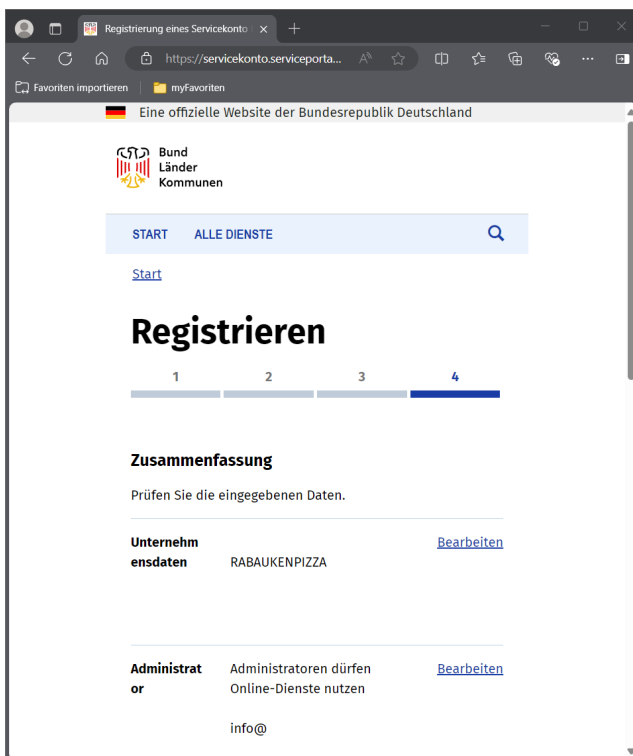 Registrierung eines Servicekonto
https://servicekonto.serviceporta...
Favoriten importieren
myFavoriten
Eine offizielle Website der Bundesrepublik Deutschland
Bund
Länder
Kommunen
START ALLE DIENSTE
Start
Registrieren
1 2 3 4
Zusammenfassung
Prüfen Sie die eingegebenen Daten.
Unternehm Bearbeiten
ensdaten RABAUKENPIZZA
Administrat Administratoren dürfen Bearbeiten
or Online-Dienste nutzen
info@